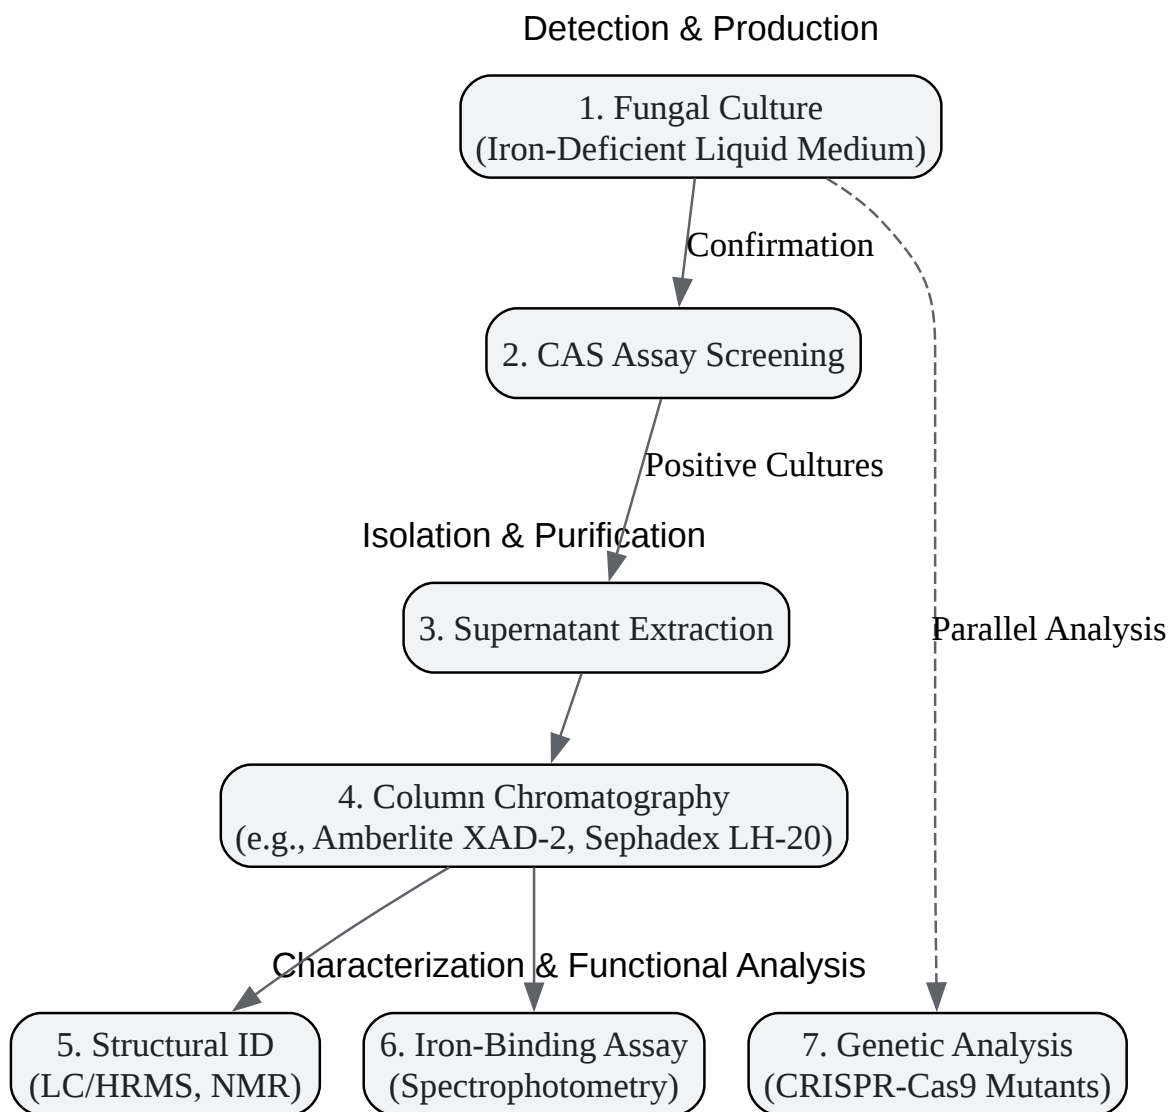 Detection & Production
1. Fungal Culture
(Iron-Deficient Liquid Medium)
Confirmation
2. CAS Assay Screening
Positive Cultures
Isolation & Purification
3. Supernatant Extraction
Parallel Analysis
4. Column Chromatography
(e.g., Amberlite XAD-2, Sephadex LH-20)
Characterization & Functional Analysis
5. Structural ID
(LC/HRMS, NMR)
6. Iron-Binding Assay
(Spectrophotometry)
7. Genetic Analysis
(CRISPR-Cas9 Mutants)